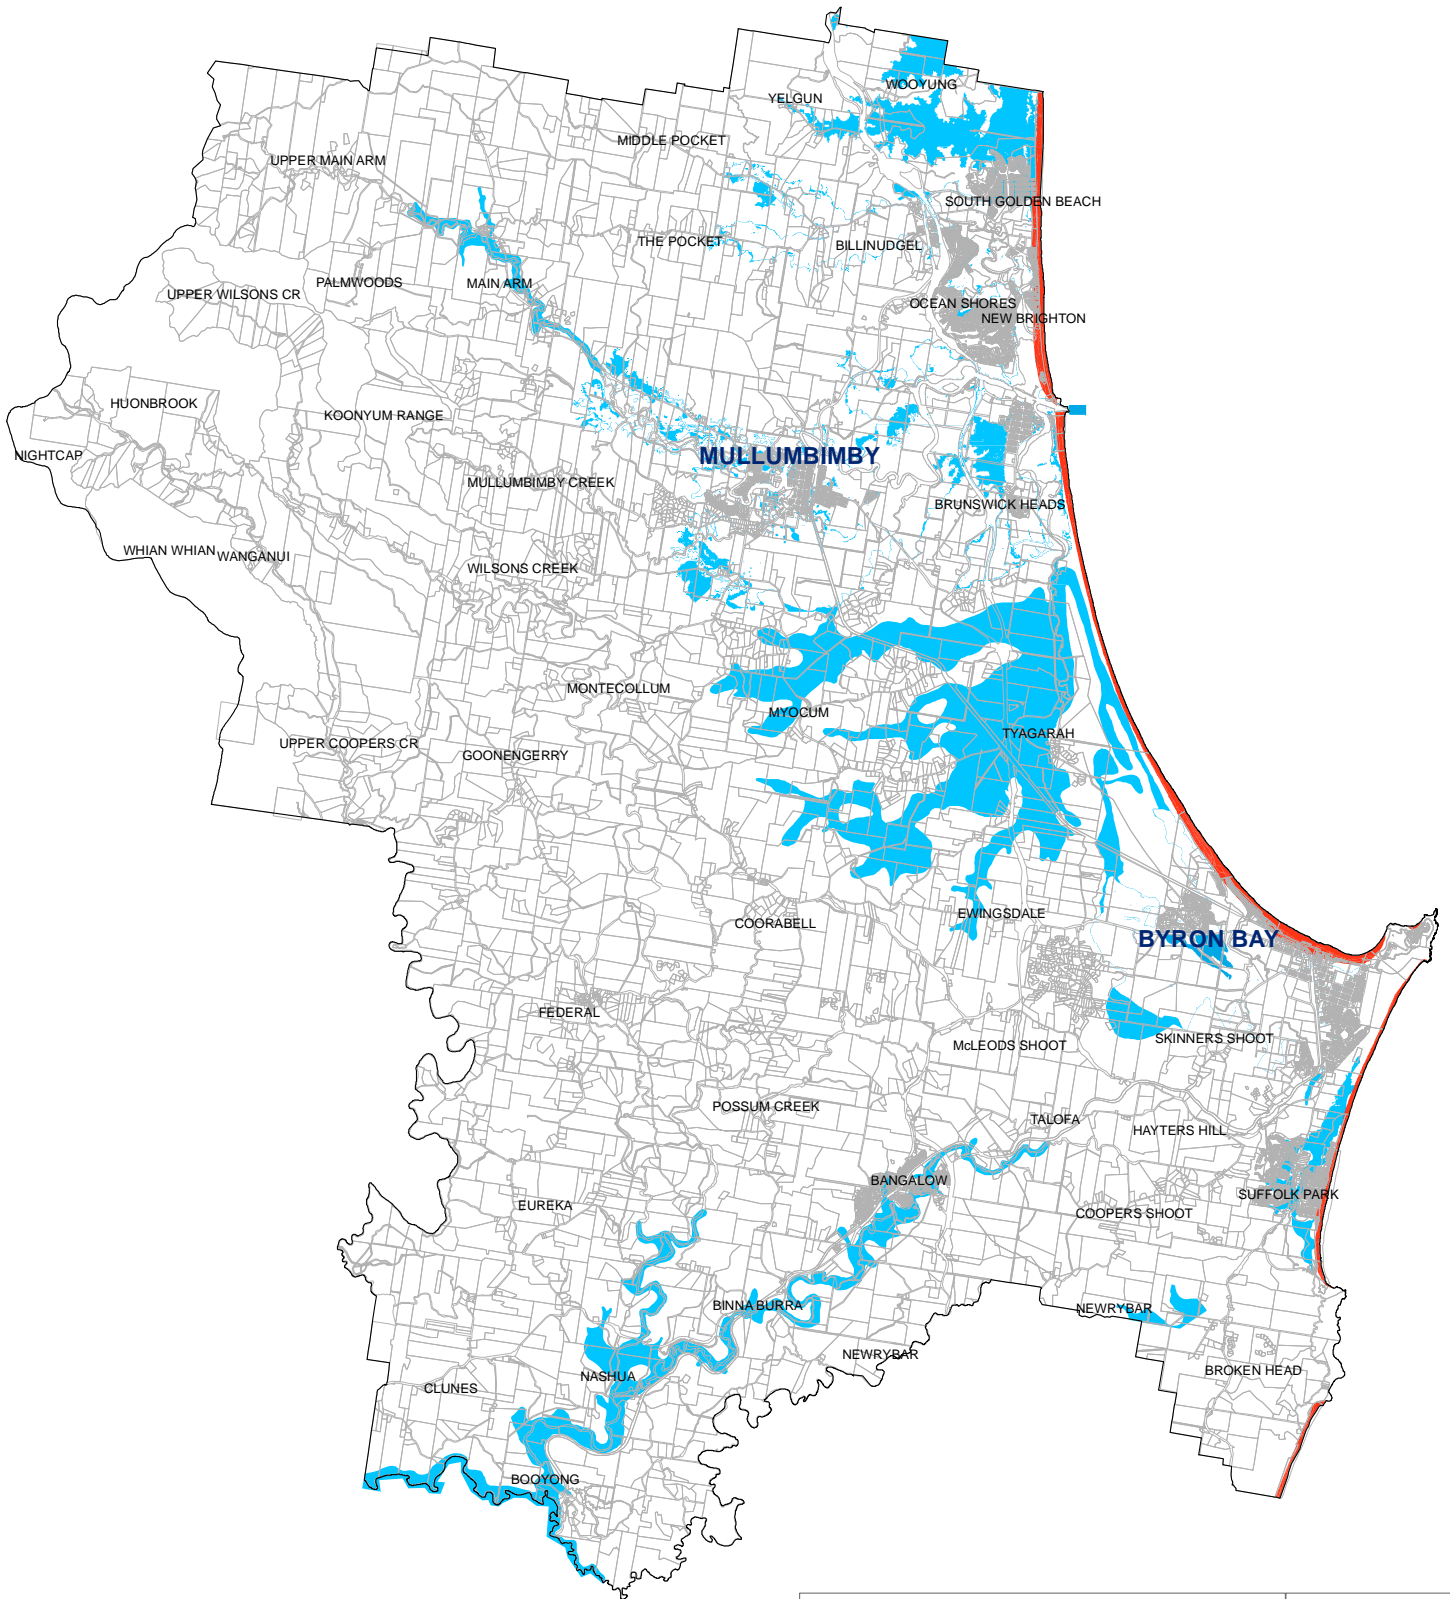 WOOYUNG
YELGUN
MIDDLE POCKET
UPPER MAIN ARM
SOUTH GOLDEN BEACH
THE POCKET
BILLINUDGEL
PALMWOODS
MAIN ARM
UPPER WILSONS CR
OCEAN SHORES
NEW BRIGHTON
HUONBROOK
KOONYUM RANGE
NIGHTCAP
MULLUMBIMBY
MULLUMBIMBY CREEK
BRUNSWICK HEADS
WHIAN WHIAN
WANGANUI
WILSONS CREEK
MONTECOLLUM
MYOCUM
TYAGARAH
UPPER COOPERS CR
GOONENGERRY
COORABELL
EWINGSDALE
BYRON BAY
FEDERAL
McLEODS SHOOT
SKINNERS SHOOT
POSSUM CREEK
TALOFA
HAYTERS HILL
BANGALOW
SUFFOLK PARK
EUREKA
COOPERS SHOOT
BINNA BURRA
NEWRYBAR
NEWRYBAR
BROKEN HEAD
NASHUA
CLUNES
BOOYONG